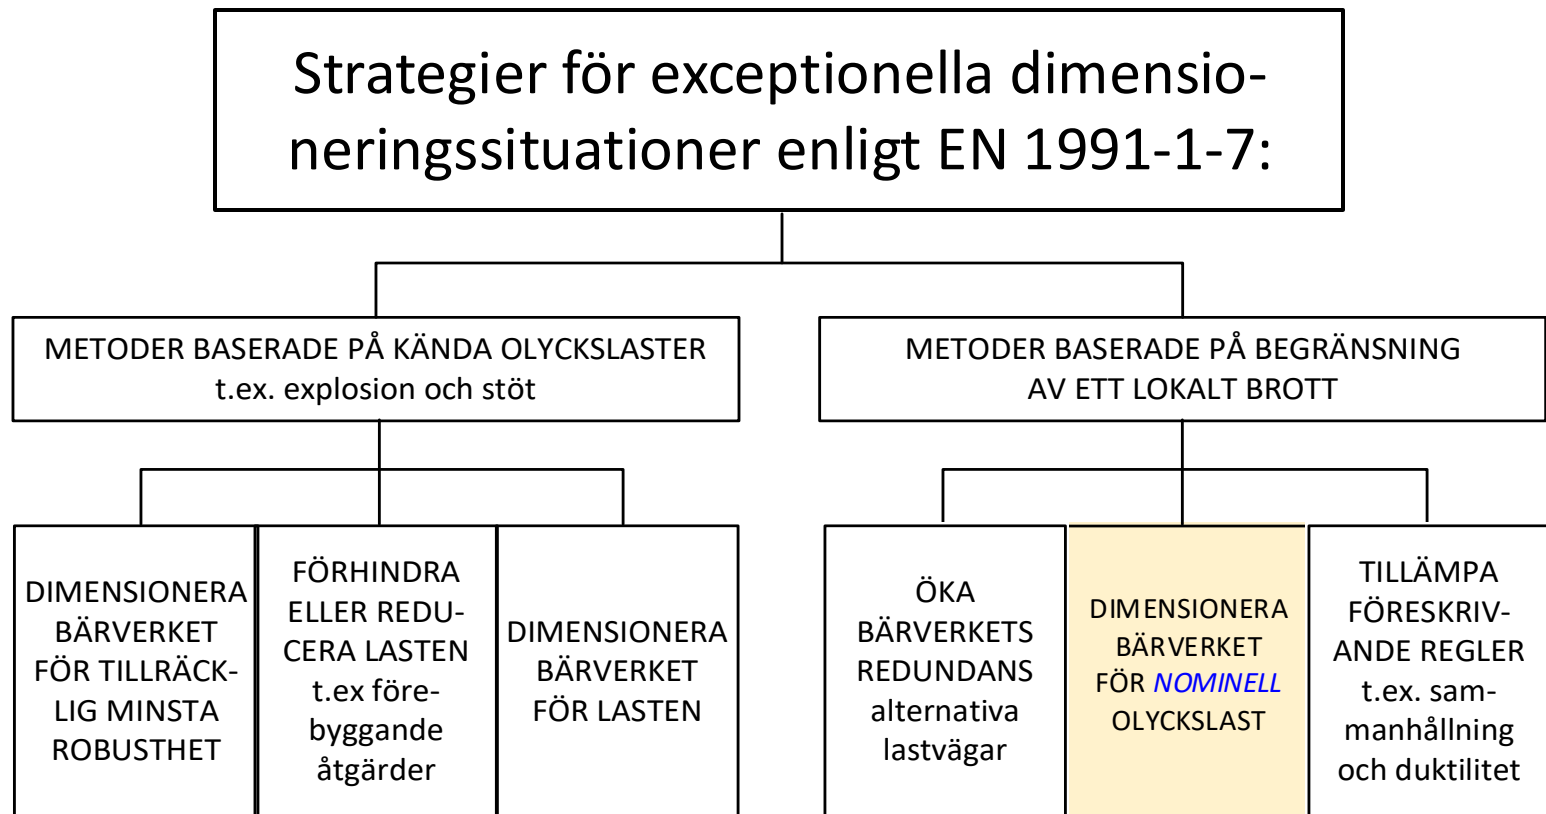 Strategier för exceptionella dimensio-
neringssituationer enligt EN 1991-1-7:
METODER BASERADE PÅ KÄNDA OLYCKSLASTER
t.ex. explosion och stöt
METODER BASERADE PÅ BEGRÄNSNING
AV ETT LOKALT BROTT
DIMENSIONERA
BÄRVERKET
FÖR TILLRÄCK-
LIG MINSTA
ROBUSTHET
FÖRHINDRA
ELLER REDU-
CERA LASTEN
t.ex före-
byggande
åtgärder
DIMENSIONERA
BÄRVERKET
FÖR LASTEN
ÖKA
BÄRVERKETS
REDUNDANS
alternativa
lastvägar
DIMENSIONERA
BÄRVERKET
FÖR NOMINELL
OLYCKSLAST
TILLÄMPA
FÖRESKRIV-
ANDE REGLER
t.ex. sam-
manhållning
och duktilitet